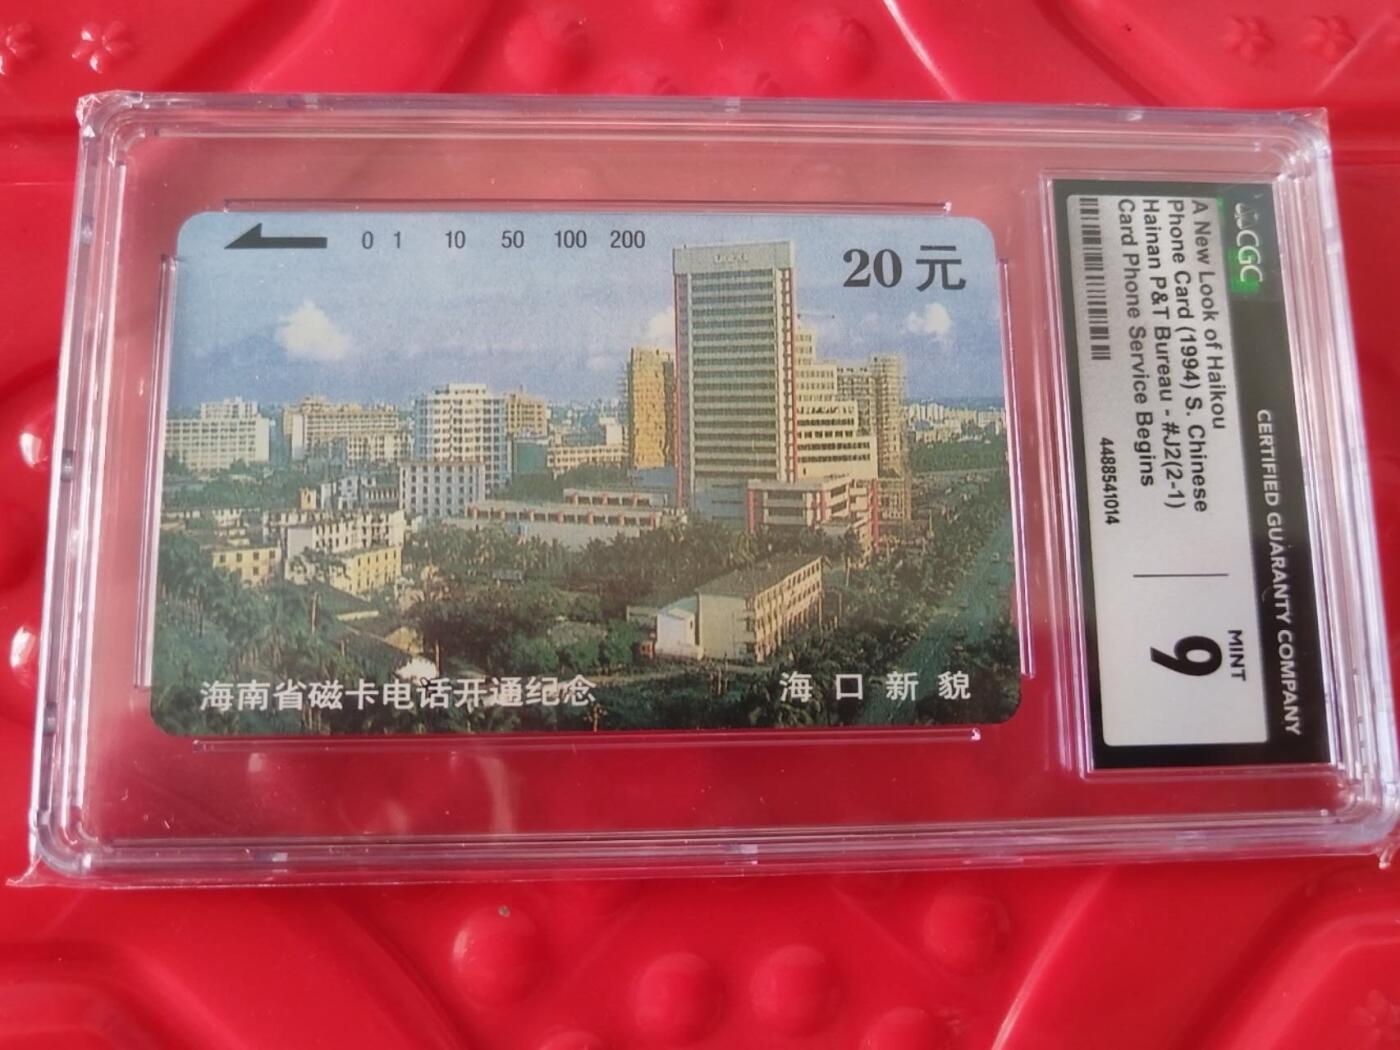 0 1 10 50 100 200
20元
海南省磁卡电话开通纪念
海口新貌
CGC
CERTIFIED GUARANTY COMPANY
A New Look of Haikou
Phone Card (1994) S. Chinese
Hainan P&T Bureau - #J2(2-1)
Card Phone Service Begins
4488541014
MINT
9